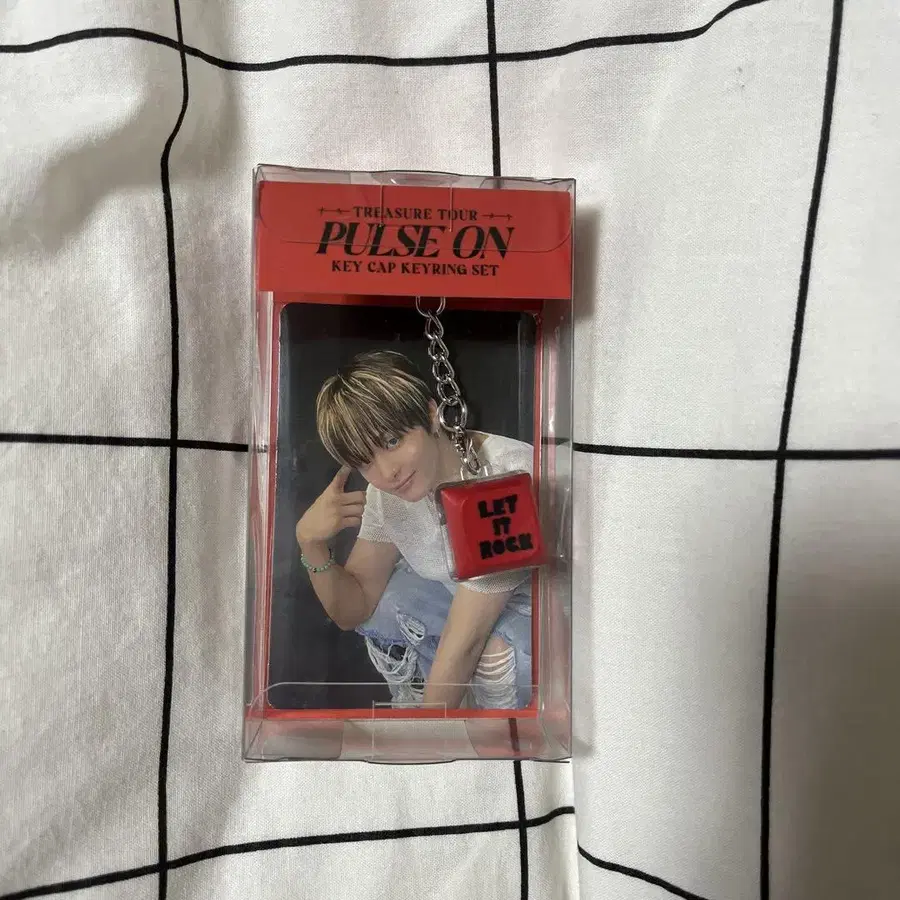 TREASURE TOUR
PULSE ON
KEY CAP KEYRING SET
LET
IT
ROCK